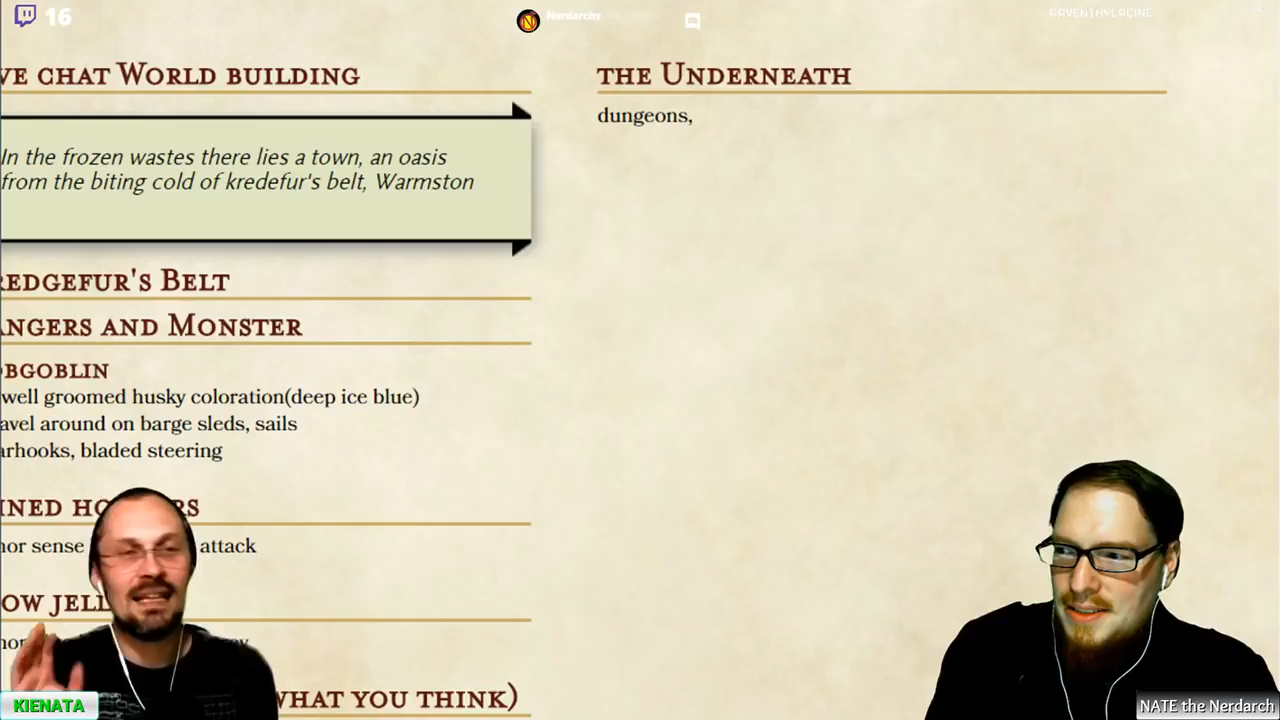 16
Nerdarchy
RAVENTHYLACINE
VE CHAT WORLD BUILDING
In the frozen wastes there lies a town, an oasis
from the biting cold of kredefur's belt, Warmston
REDGEFUR'S BELT
ANGERS AND MONSTER
OBGOBLIN
well groomed husky coloration(deep ice blue)
avel around on barge sleds, sails
arhooks, bladed steering
INED HO RS
nor sense attack
OW JELL
WHAT YOU THINK)
THE UNDERNEATH
dungeons,
KIENATA
NATE the Nerdarch